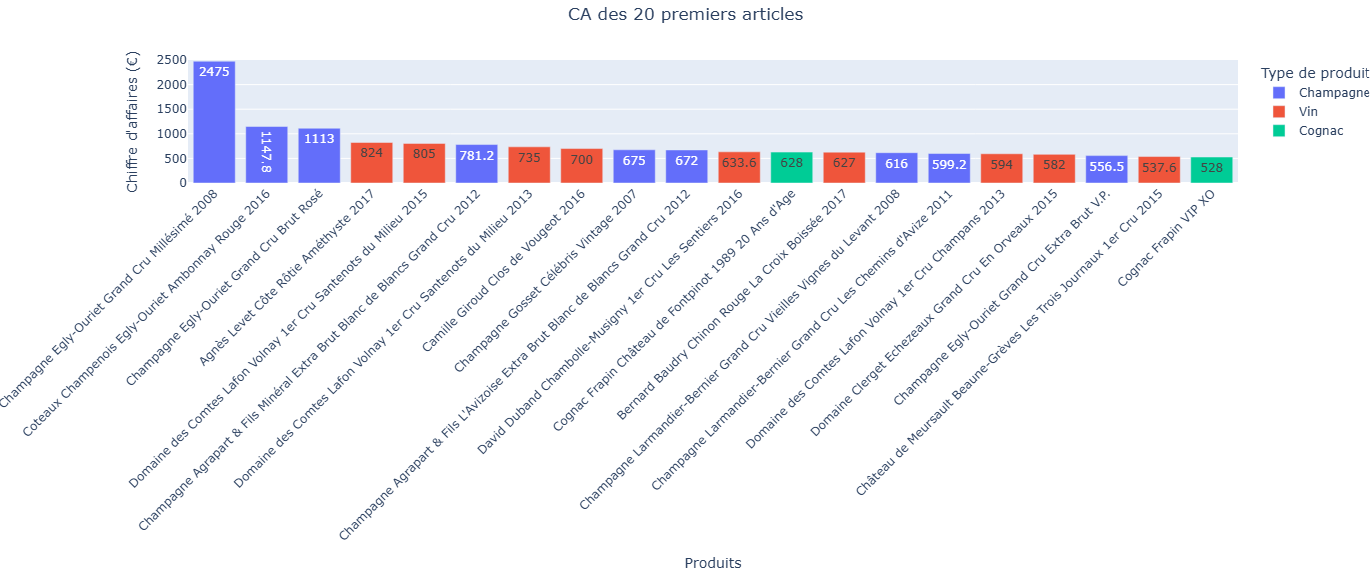 CA des 20 premiers articles
Chiffre d'affaires (€)
2500
2000
1500
1000
500
0
2475
1147.8
1113
824
805
781.2
735
700
675
672
633.6
628
627
616
599.2
594
582
556.5
537.6
528
Type de produit
Champagne
Vin
Cognac
Champagne Egly-Ouriet Grand Cru Millésimé 2008
Coteaux Champenois Egly-Ouriet Ambonnay Rouge 2016
Champagne Egly-Ouriet Grand Cru Brut Rosé
Agnès Levet Côte Rôtie Améthyste 2017
Domaine des Comtes Lafon Volnay 1er Cru Santenots du Milieu 2015
Champagne Agrapart & Fils Minéral Extra Brut Blanc de Blancs Grand Cru 2012
Domaine des Comtes Lafon Volnay 1er Cru Santenots du Milieu 2013
Camille Giroud Clos de Vougeot 2016
Champagne Gosset Célébris Vintage 2007
Champagne Agrapart & Fils L'Avizoise Extra Brut Blanc de Blancs Grand Cru 2012
David Duband Chambolle-Musigny 1er Cru Les Sentiers 2016
Cognac Frapin Château de Fontpinot 1989 20 Ans d'Age
Bernard Baudry Chinon Rouge La Croix Boissée 2017
Champagne Larmandier-Bernier Grand Cru Vieilles Vignes du Levant 2008
Champagne Larmandier-Bernier Grand Cru Les Chemins d'Avize 2011
Domaine des Comtes Lafon Volnay 1er Cru Champans 2013
Domaine Clerget Echezeaux Grand Cru En Orveaux 2015
Champagne Egly-Ouriet Grand Cru Extra Brut V.P.
Château de Meursault Beaune-Grèves Les Trois Journaux 1er Cru 2015
Cognac Frapin VIP XO
Produits